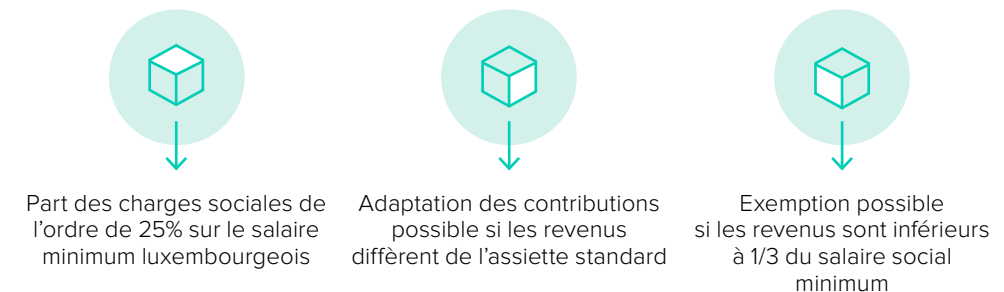 Part des charges sociales de
l’ordre de 25% sur le salaire
minimum luxembourgeois
Adaptation des contributions
possible si les revenus
diffèrent de l’assiette standard
Exemption possible
si les revenus sont inférieurs
à 1/3 du salaire social
minimum